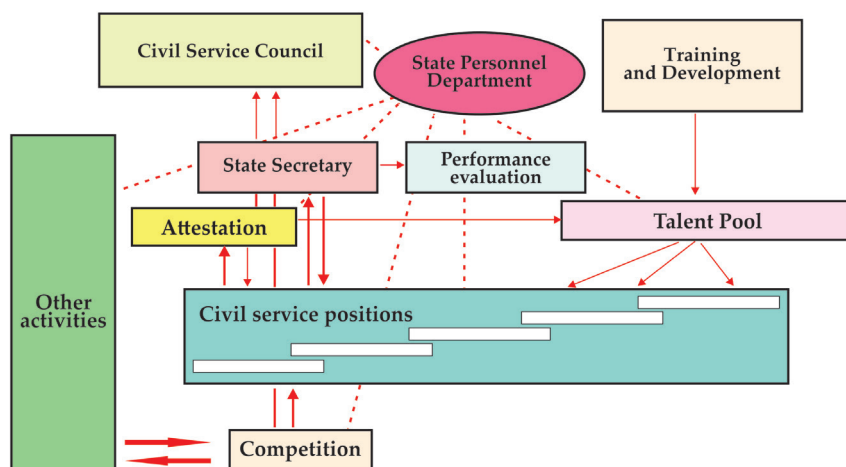 Civil Service Council
State Personnel
Department
Training
and Development
State Secretary
Performance
evaluation
Attestation
Talent Pool
Other
activities
Civil service positions
Competition